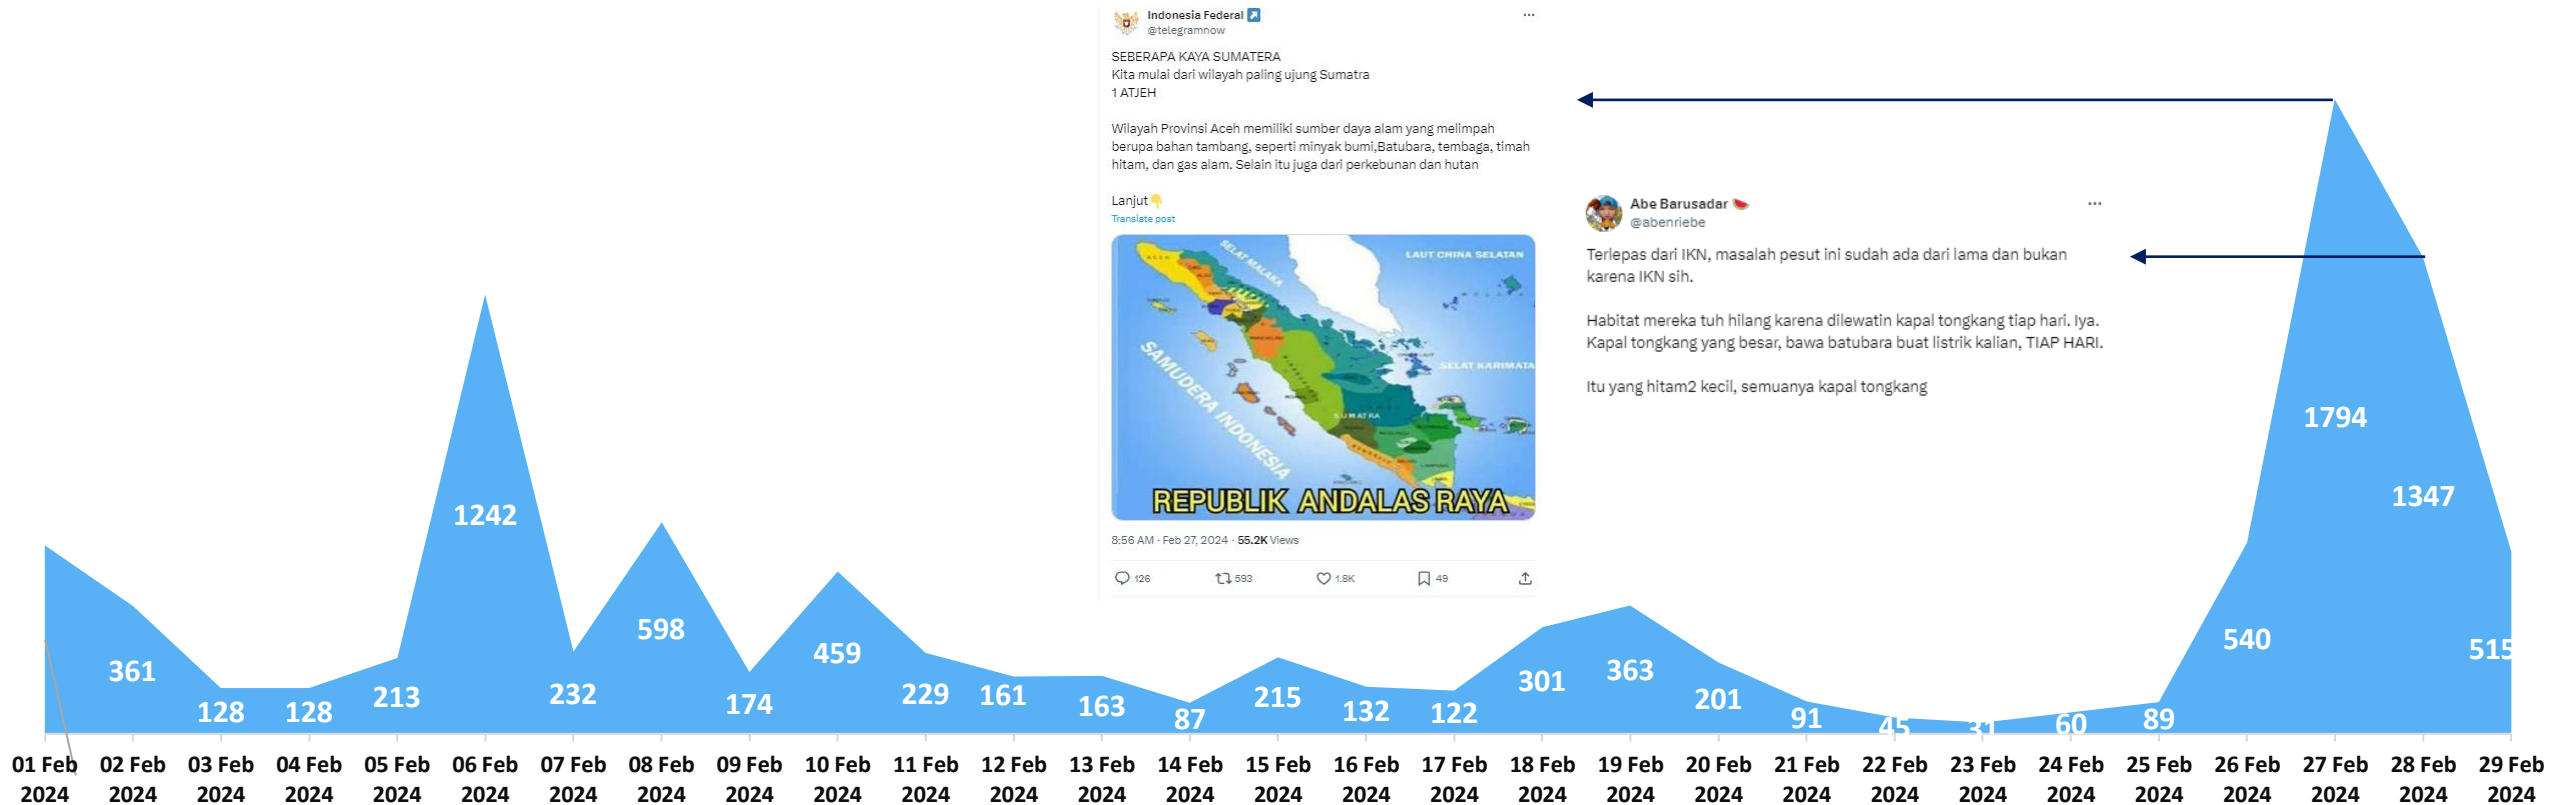 Indonesia Federal
@telegramnow
SEBERAPA KAYA SUMATERA
Kita mulai dari wilayah paling ujung Sumatra
1 ATJEH
Wilayah Provinsi Aceh memiliki sumber daya alam yang melimpah
berupa bahan tambang, seperti minyak bumi,Batubara, tembaga, timah
hitam, dan gas alam. Selain itu juga dari perkebunan dan hutan
Lanjut👇
Translate post
SELAT MALAKA
LAUT CHINA SELATAN
SELAT KARIMATA
SAMUDERA INDONESIA
SUMATRA
REPUBLIK ANDALAS RAYA
8:56 AM · Feb 27, 2024 · 55.2K Views
126 593 1.8K 49
Abe Barusadar 🍉
@abenriebe
Terlepas dari IKN, masalah pesut ini sudah ada dari lama dan bukan
karena IKN sih.
Habitat mereka tuh hilang karena dilewatin kapal tongkang tiap hari. Iya.
Kapal tongkang yang besar, bawa batubara buat listrik kalian, TIAP HARI.
Itu yang hitam2 kecil, semuanya kapal tongkang
361
128
128
213
1242
232
598
174
459
229
161
163
87
215
132
122
301
363
201
91
45
31
60
89
540
1794
1347
515
01 Feb 2024
02 Feb 2024
03 Feb 2024
04 Feb 2024
05 Feb 2024
06 Feb 2024
07 Feb 2024
08 Feb 2024
09 Feb 2024
10 Feb 2024
11 Feb 2024
12 Feb 2024
13 Feb 2024
14 Feb 2024
15 Feb 2024
16 Feb 2024
17 Feb 2024
18 Feb 2024
19 Feb 2024
20 Feb 2024
21 Feb 2024
22 Feb 2024
23 Feb 2024
24 Feb 2024
25 Feb 2024
26 Feb 2024
27 Feb 2024
28 Feb 2024
29 Feb 2024